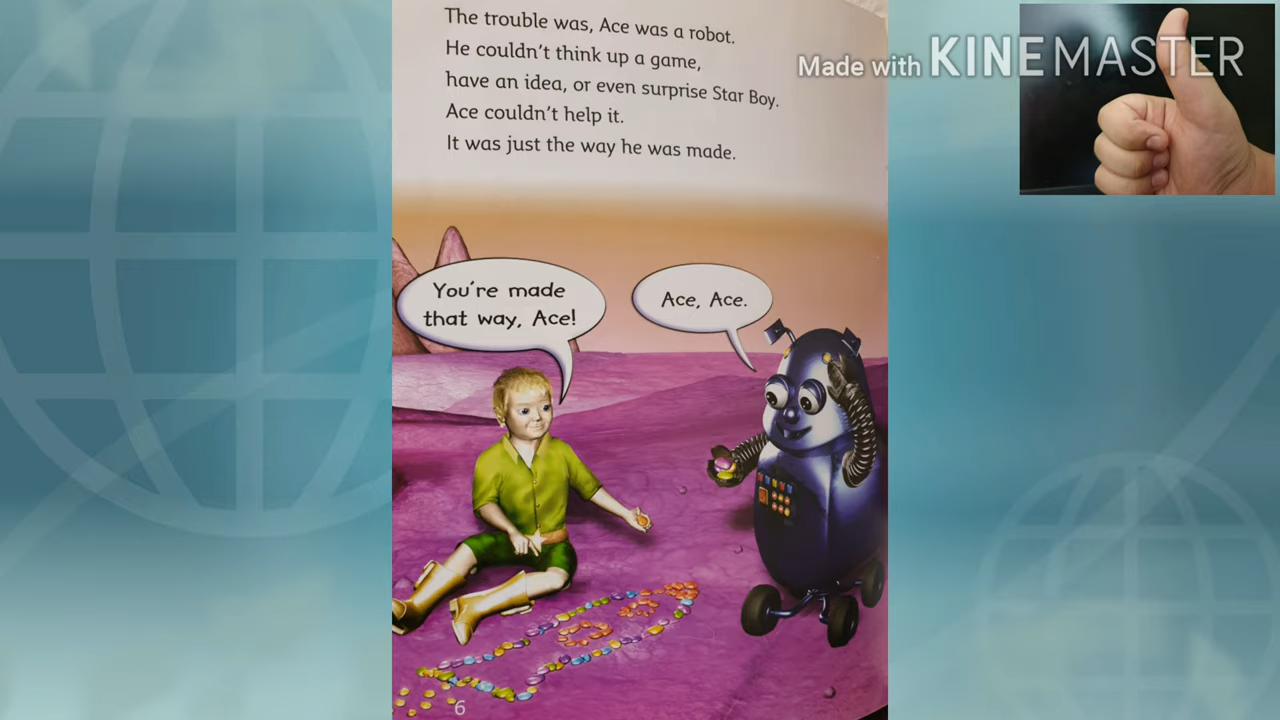 The trouble was, Ace was a robot.
He couldn't think up a game,
have an idea, or even surprise Star Boy.
Ace couldn't help it.
It was just the way he was made.
Made with KINEMASTER
You're made
that way, Ace!
Ace, Ace.
6